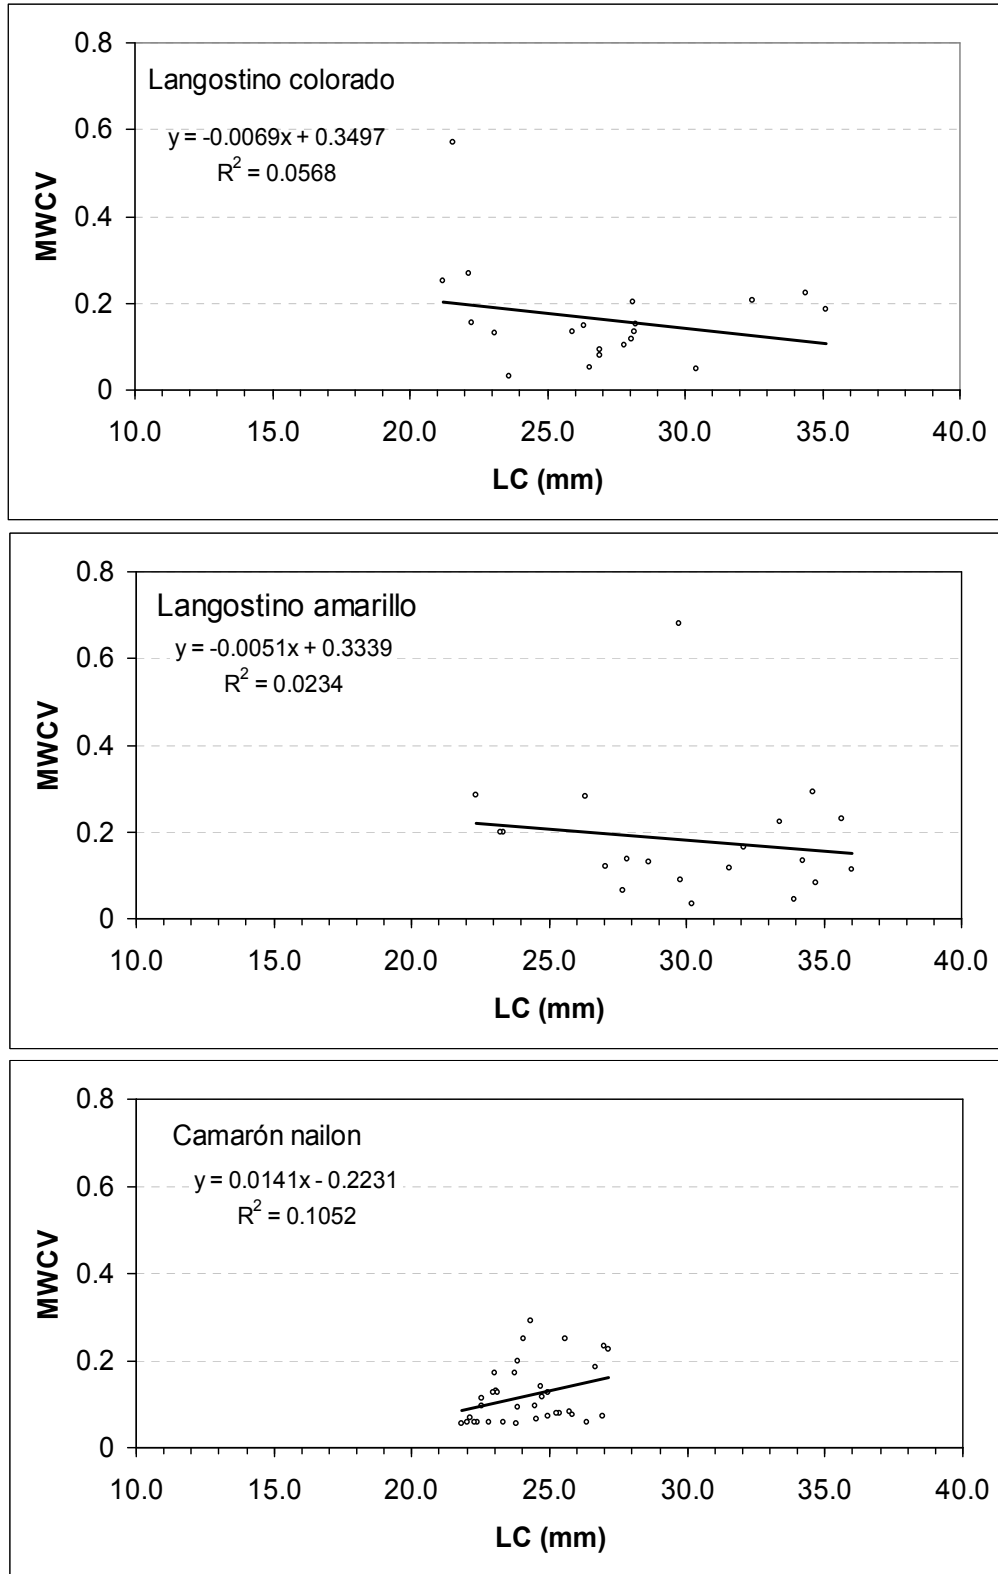 0.8
Langostino colorado
0.6
y = -0.0069x + 0.3497
R² = 0.0568
MWCV
0.4
0.2
0
10.0 15.0 20.0 25.0 30.0 35.0 40.0
LC (mm)
0.8
Langostino amarillo
y = -0.0051x + 0.3339
0.6
R² = 0.0234
MWCV
0.4
0.2
0
10.0 15.0 20.0 25.0 30.0 35.0 40.0
LC (mm)
0.8
Camarón nailon
y = 0.0141x - 0.2231
0.6
R² = 0.1052
MWCV
0.4
0.2
0
10.0 15.0 20.0 25.0 30.0 35.0 40.0
LC (mm)